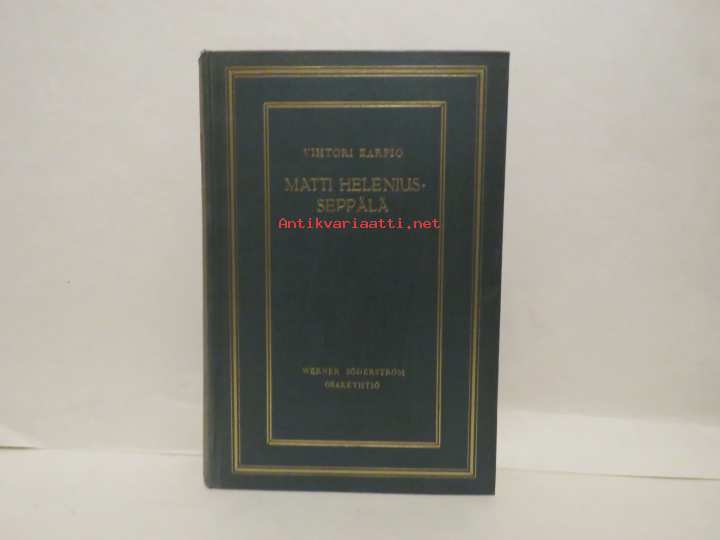 VIHTORI KARPIO
MATTI HELENIUS-
SEPPÄLÄ
Antikvariaatti.net
WERNER SÖDERSTRÖM
OSAKEYHTIÖ